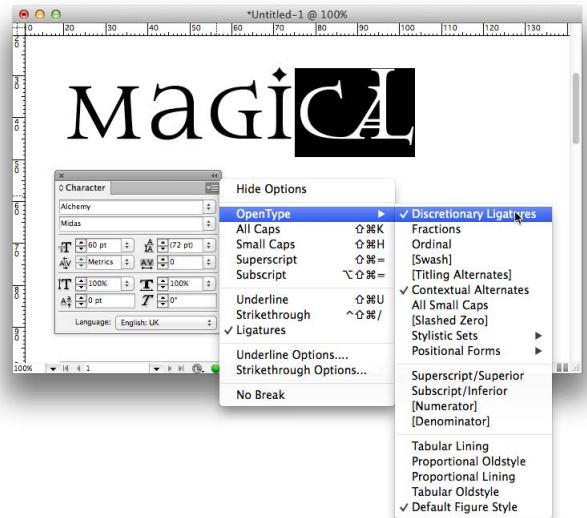 *Untitled-1 @ 100%
0 20 30 40 50 60 70 80 90 100 110 120 130
MAGICAL
Character
Alchemy
Midas
60 pt
(72 pt)
Metrics
0
100%
100%
0 pt
0°
Language: English: UK
100%
1
Hide Options
OpenType
All Caps ⇧⌘K
Small Caps ⇧⌘H
Superscript ⇧⌘=
Subscript ⌥⇧⌘=
Underline ⇧⌘U
Strikethrough ^⇧⌘/
✓ Ligatures
Underline Options....
Strikethrough Options...
No Break
✓ Discretionary Ligatures
Fractions
Ordinal
[Swash]
[Titling Alternates]
✓ Contextual Alternates
All Small Caps
[Slashed Zero]
Stylistic Sets
Positional Forms
Superscript/Superior
Subscript/Inferior
[Numerator]
[Denominator]
Tabular Lining
Proportional Oldstyle
Proportional Lining
Tabular Oldstyle
✓ Default Figure Style